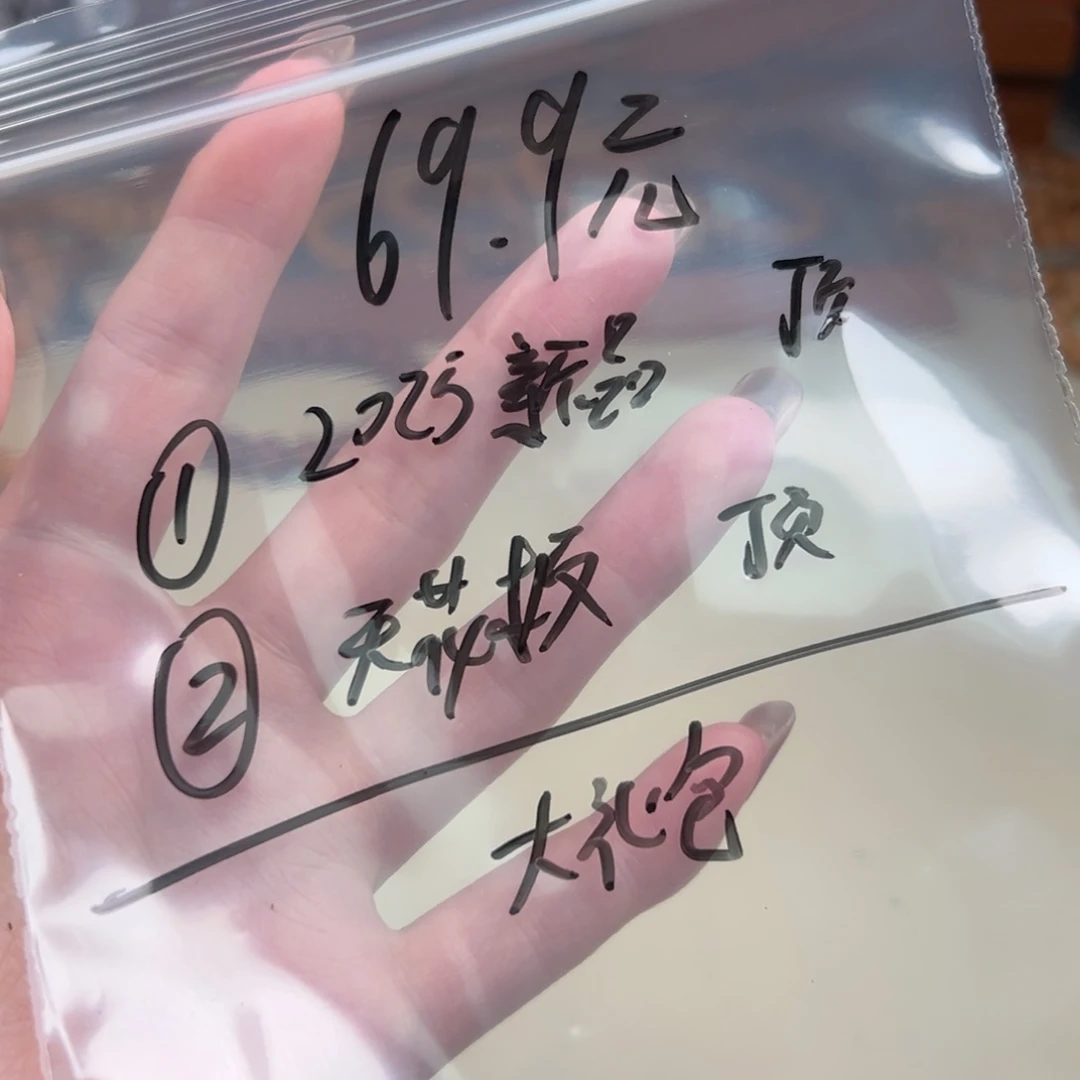 69.9元
① 2025新品 顶
② 天花板 顶
大礼包